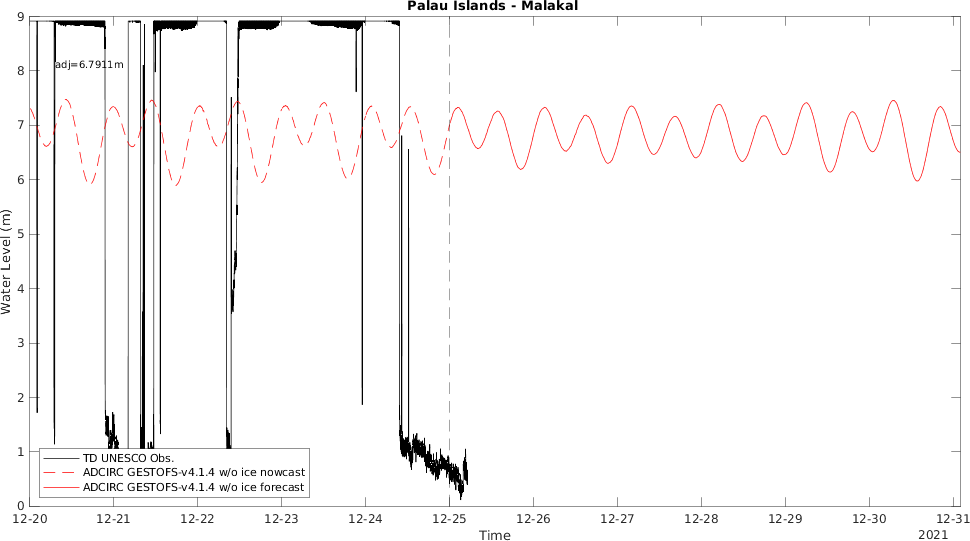 Palau Islands - Malakal
9
8
7
6
5
4
3
2
1
0
Water Level (m)
adj=6.7911m
TD UNESCO Obs.
ADCIRC GESTOFS-v4.1.4 w/o ice nowcast
ADCIRC GESTOFS-v4.1.4 w/o ice forecast
12-20 12-21 12-22 12-23 12-24 12-25 12-26 12-27 12-28 12-29 12-30 12-31
Time
2021